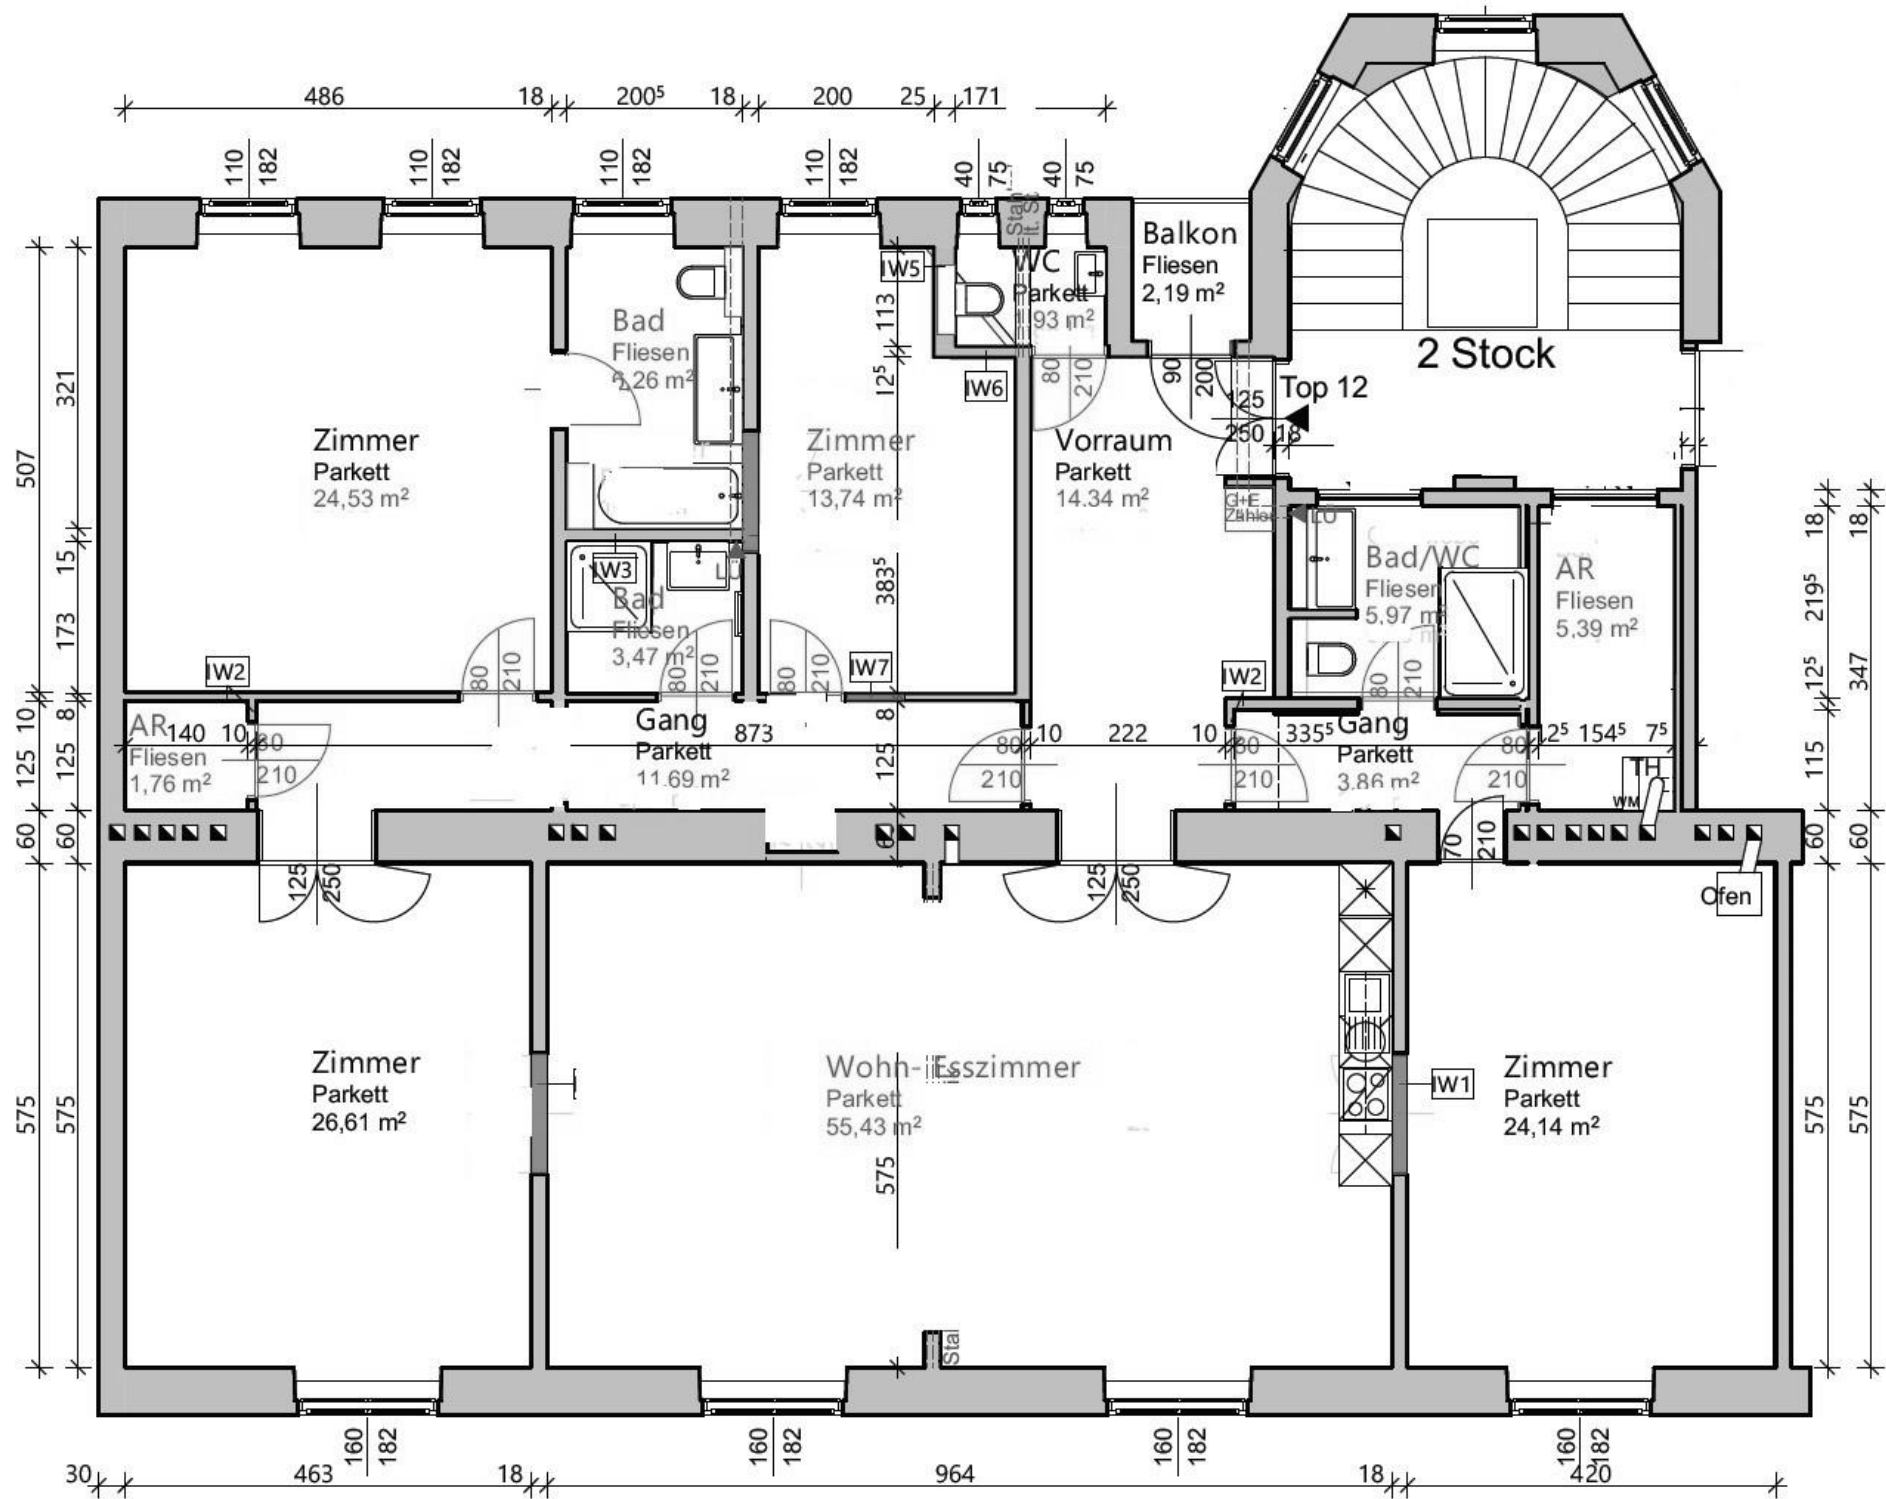 486
18
200⁵
18
200
25
171
110
182
110
182
110
182
110
182
40
75
40
75
Balkon
Fliesen
2,19 m²
WC
Parkett
1,93 m²
IW5
IW6
113
12⁵
80
210
90
200
125
250
18
2 Stock
Top 12
Bad
Fliesen
6,26 m²
Zimmer
Parkett
24,53 m²
Zimmer
Parkett
13,74 m²
Vorraum
Parkett
14.34 m²
G+E
Zähler
LÜ
Bad/WC
Fliesen
5,97 m²
AR
Fliesen
5,39 m²
IW3
LÜ
Bad
Fliesen
3,47 m²
383⁵
IW2
IW7
IW2
80
210
80
210
80
210
80
210
507
321
15
173
10
8
125
125
60
60
575
575
18
18
219⁵
12⁵
347
115
60
60
575
575
AR
Fliesen
1,76 m²
140
10
80
210
Gang
Parkett
11.69 m²
873
8
125
60
80
210
10
222
10
80
210
335⁵
Gang
Parkett
3.86 m²
80
210
12⁵
154⁵
7⁵
TH
WM
70
210
125
250
125
250
Ofen
Zimmer
Parkett
26,61 m²
Wohn- Esszimmer
Parkett
55,43 m²
575
IW1
Zimmer
Parkett
24,14 m²
Stal
160
182
160
182
160
182
160
182
30
463
18
964
18
420